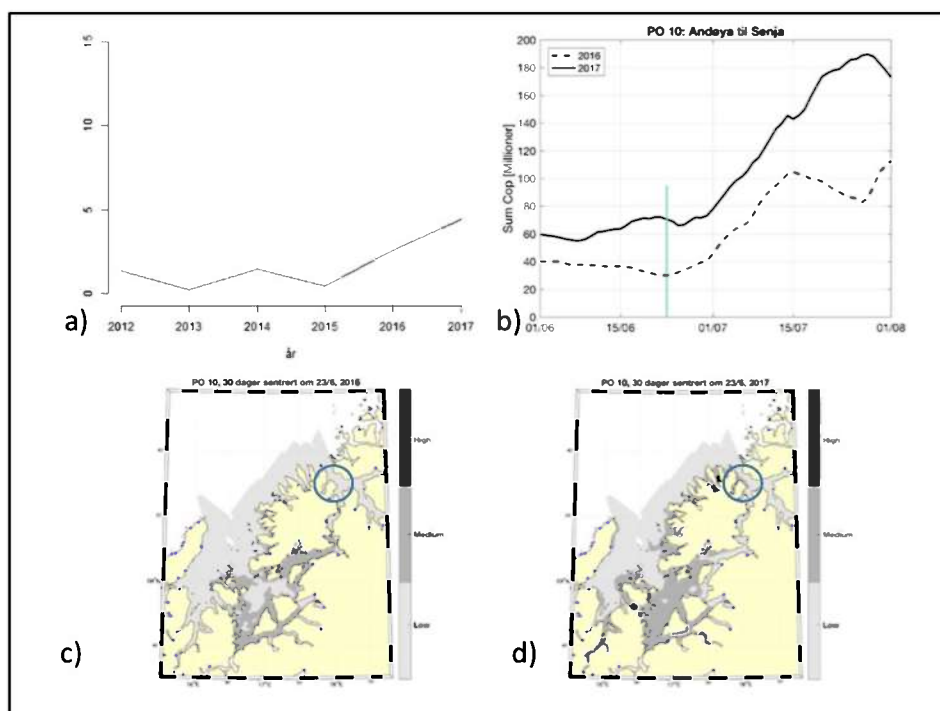 15
10
5
0
2012 2013 2014 2015 2016 2017
år
a)
PO 10: Andøya til Senja
200
180
160
140
120
100
80
60
40
20
0
Sum Cop [Millioner]
2016
2017
01/06 15/06 01/07 15/07 01/08
b)
PO 10, 30 dager sentrert om 23/6, 2016
High
Medium
Low
c)
PO 10, 30 dager sentrert om 23/6, 2017
High
Medium
Low
d)